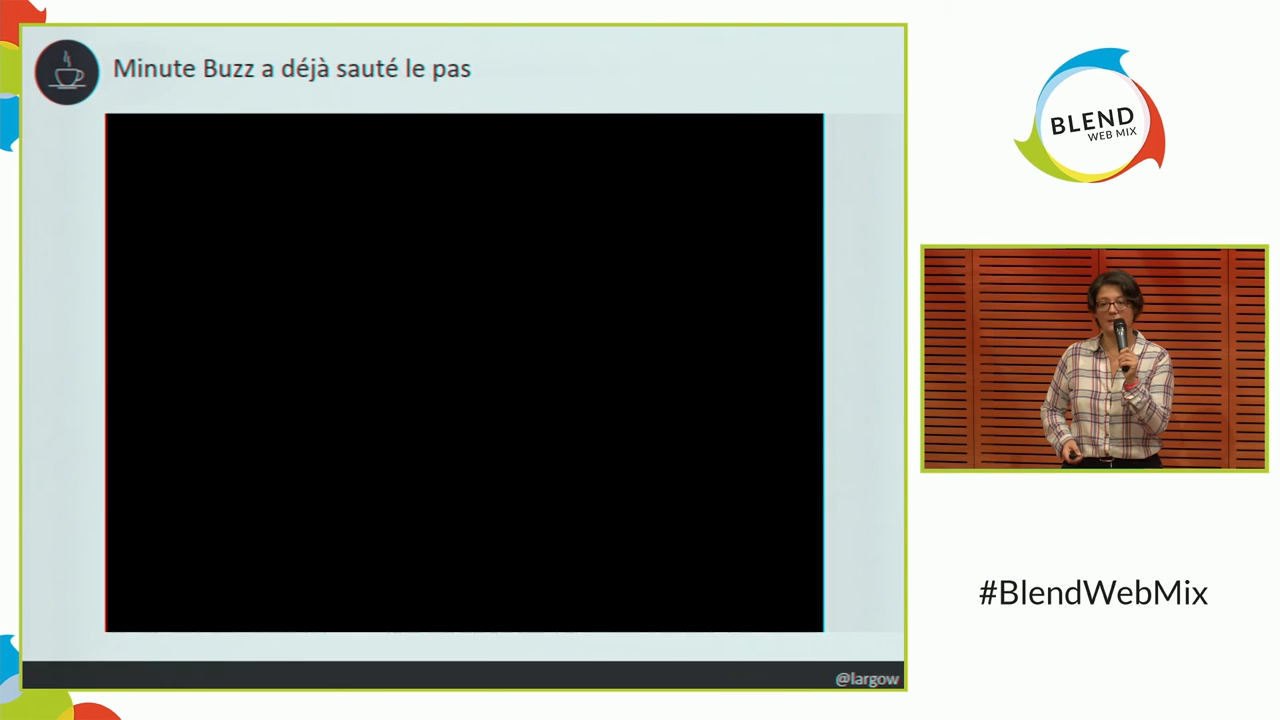 Minute Buzz a déjà sauté le pas
BLEND
WEB MIX
#BlendWebMix
@largow